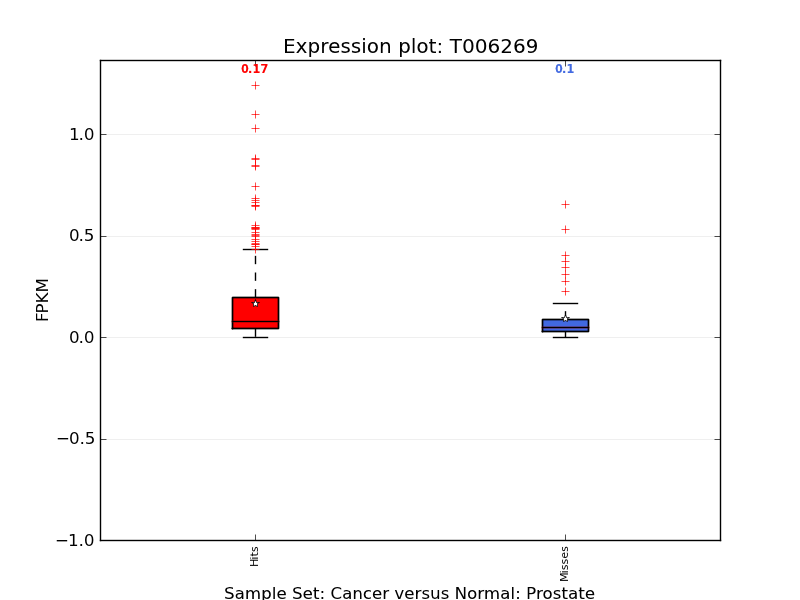 Expression plot: T006269
0.17
0.1
1.0
0.5
0.0
−0.5
−1.0
FPKM
Hits
Misses
Sample Set: Cancer versus Normal: Prostate